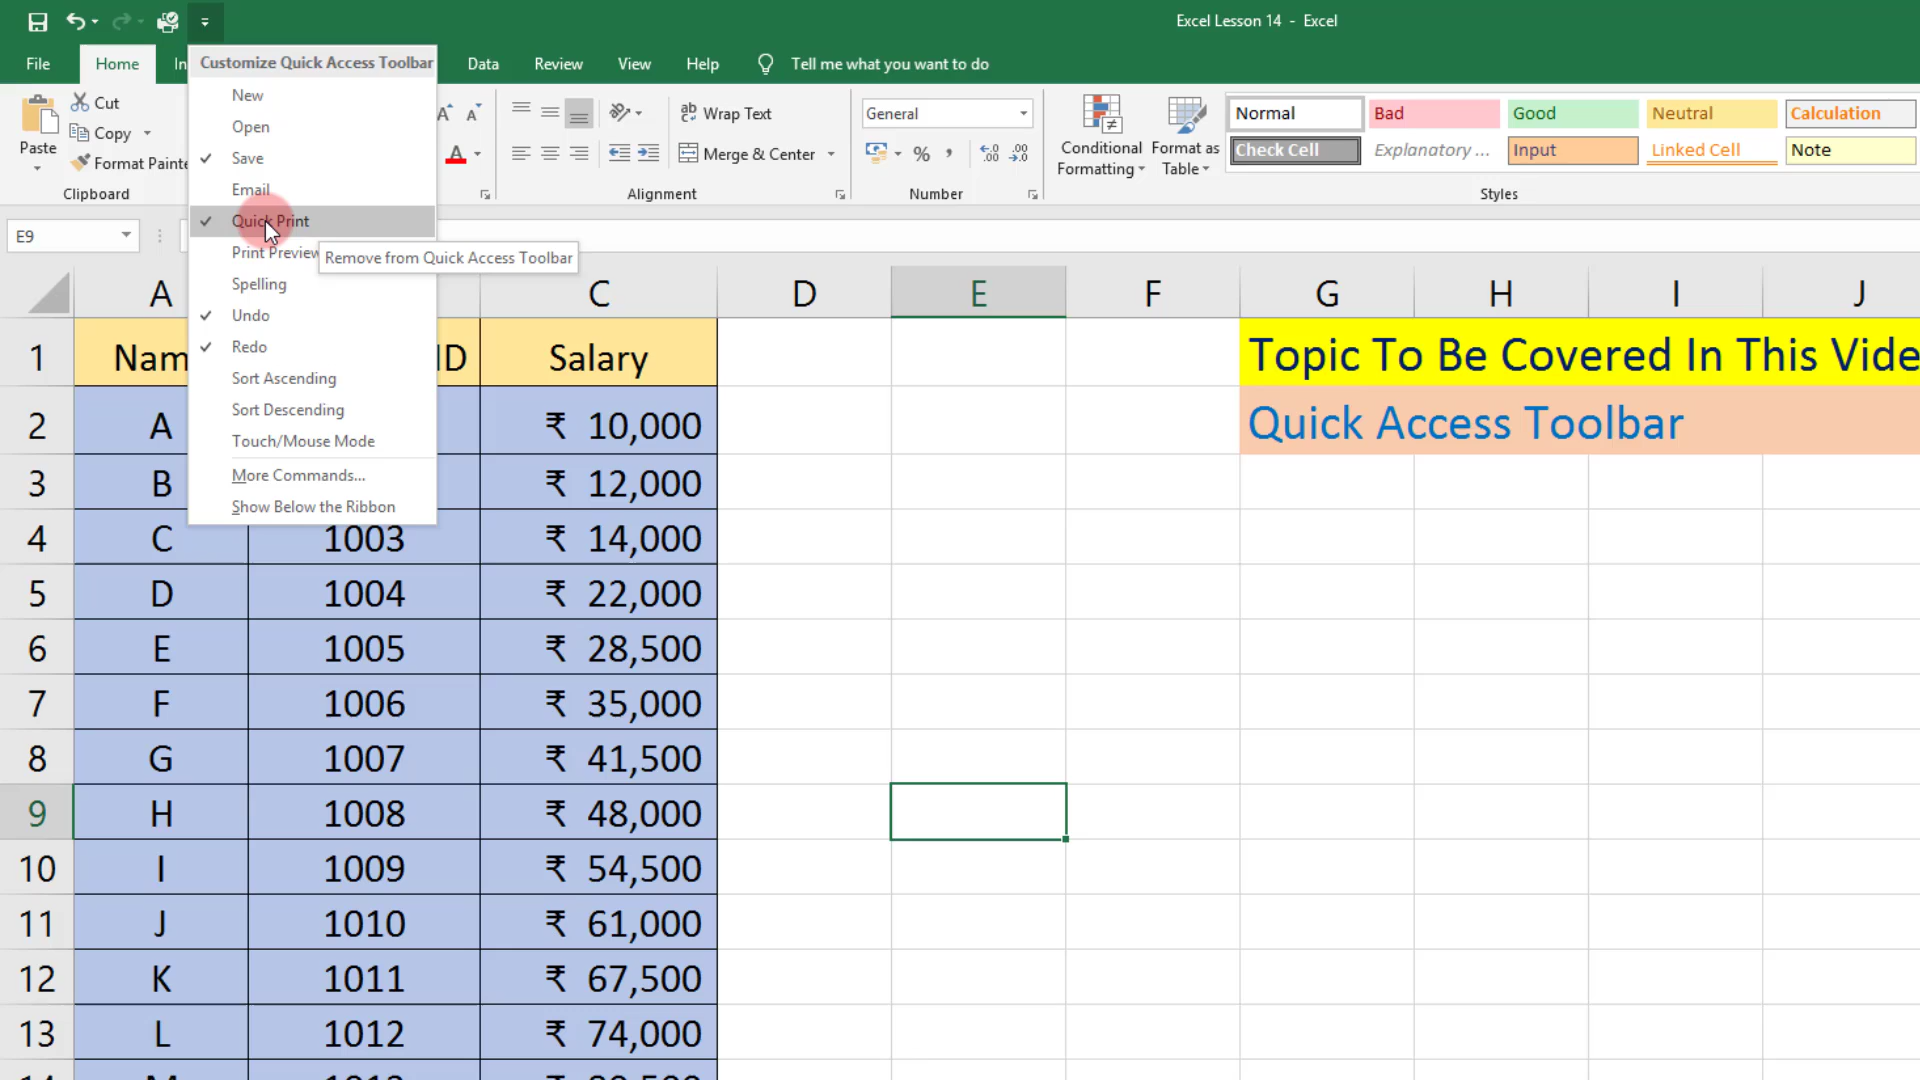 Excel Lesson 14 - Excel
File Home In Data Review View Help Tell me what you want to do
Customize Quick Access Toolbar
New
Open
Save
Email
Quick Print
Print Preview
Remove from Quick Access Toolbar
Spelling
Undo
Redo
Sort Ascending
Sort Descending
Touch/Mouse Mode
More Commands...
Show Below the Ribbon
Paste
Cut
Copy
Format Painte
Clipboard
Wrap Text
Merge & Center
Alignment
General
Number
Conditional Formatting
Format as Table
Normal Bad Good Neutral Calculation
Check Cell Explanatory ... Input Linked Cell Note
Styles
E9
A C D E F G H I J
1 Nam ID Salary Topic To Be Covered In This Vide
2 A ₹ 10,000 Quick Access Toolbar
3 B ₹ 12,000
4 C 1003 ₹ 14,000
5 D 1004 ₹ 22,000
6 E 1005 ₹ 28,500
7 F 1006 ₹ 35,000
8 G 1007 ₹ 41,500
9 H 1008 ₹ 48,000
10 I 1009 ₹ 54,500
11 J 1010 ₹ 61,000
12 K 1011 ₹ 67,500
13 L 1012 ₹ 74,000